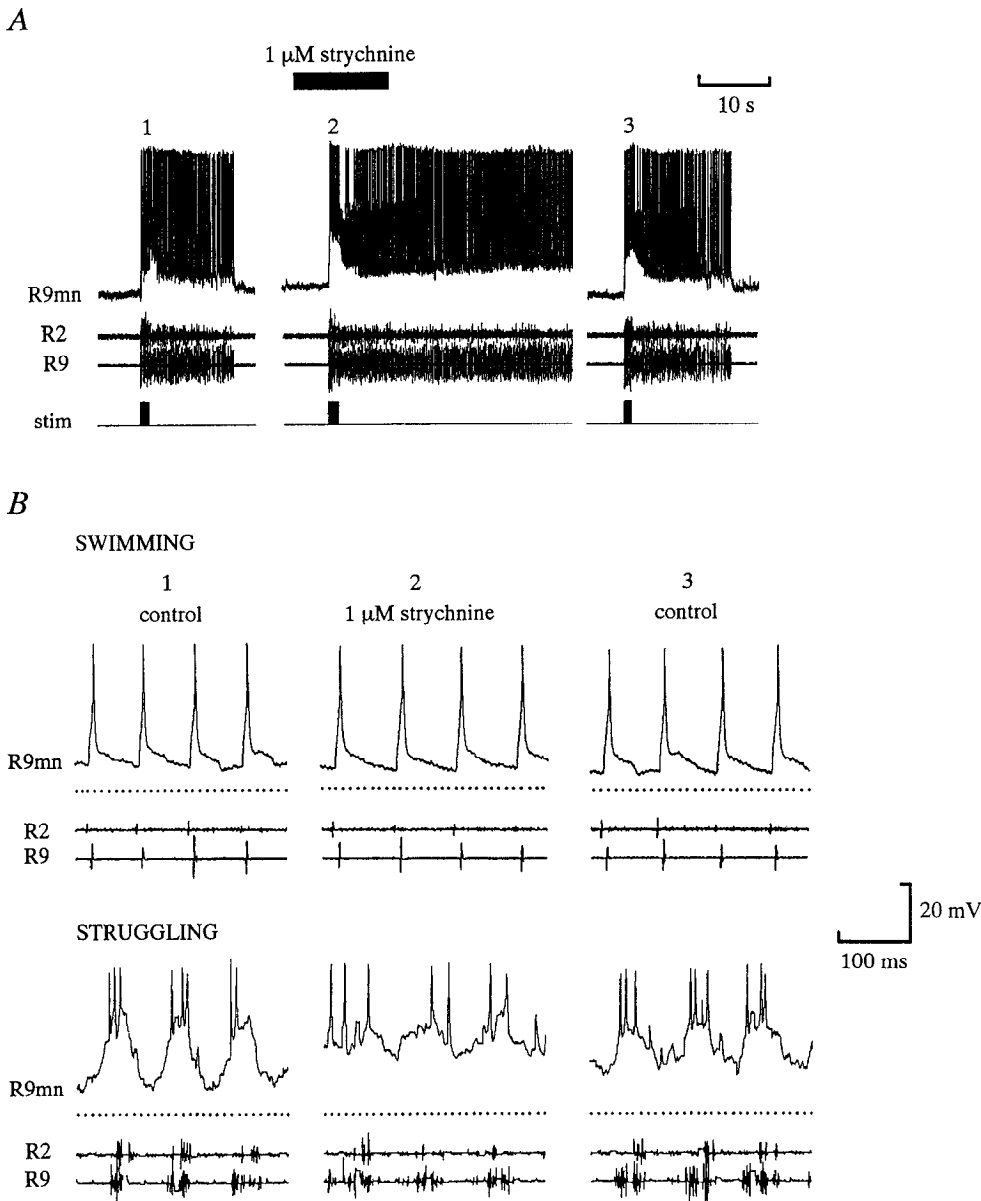 A
1 µM strychnine
10 s
1 2 3
R9mn
R2
R9
stim
B
SWIMMING
1 2 3
control 1 µM strychnine control
R9mn
R2
R9
20 mV
100 ms
STRUGGLING
R9mn
R2
R9